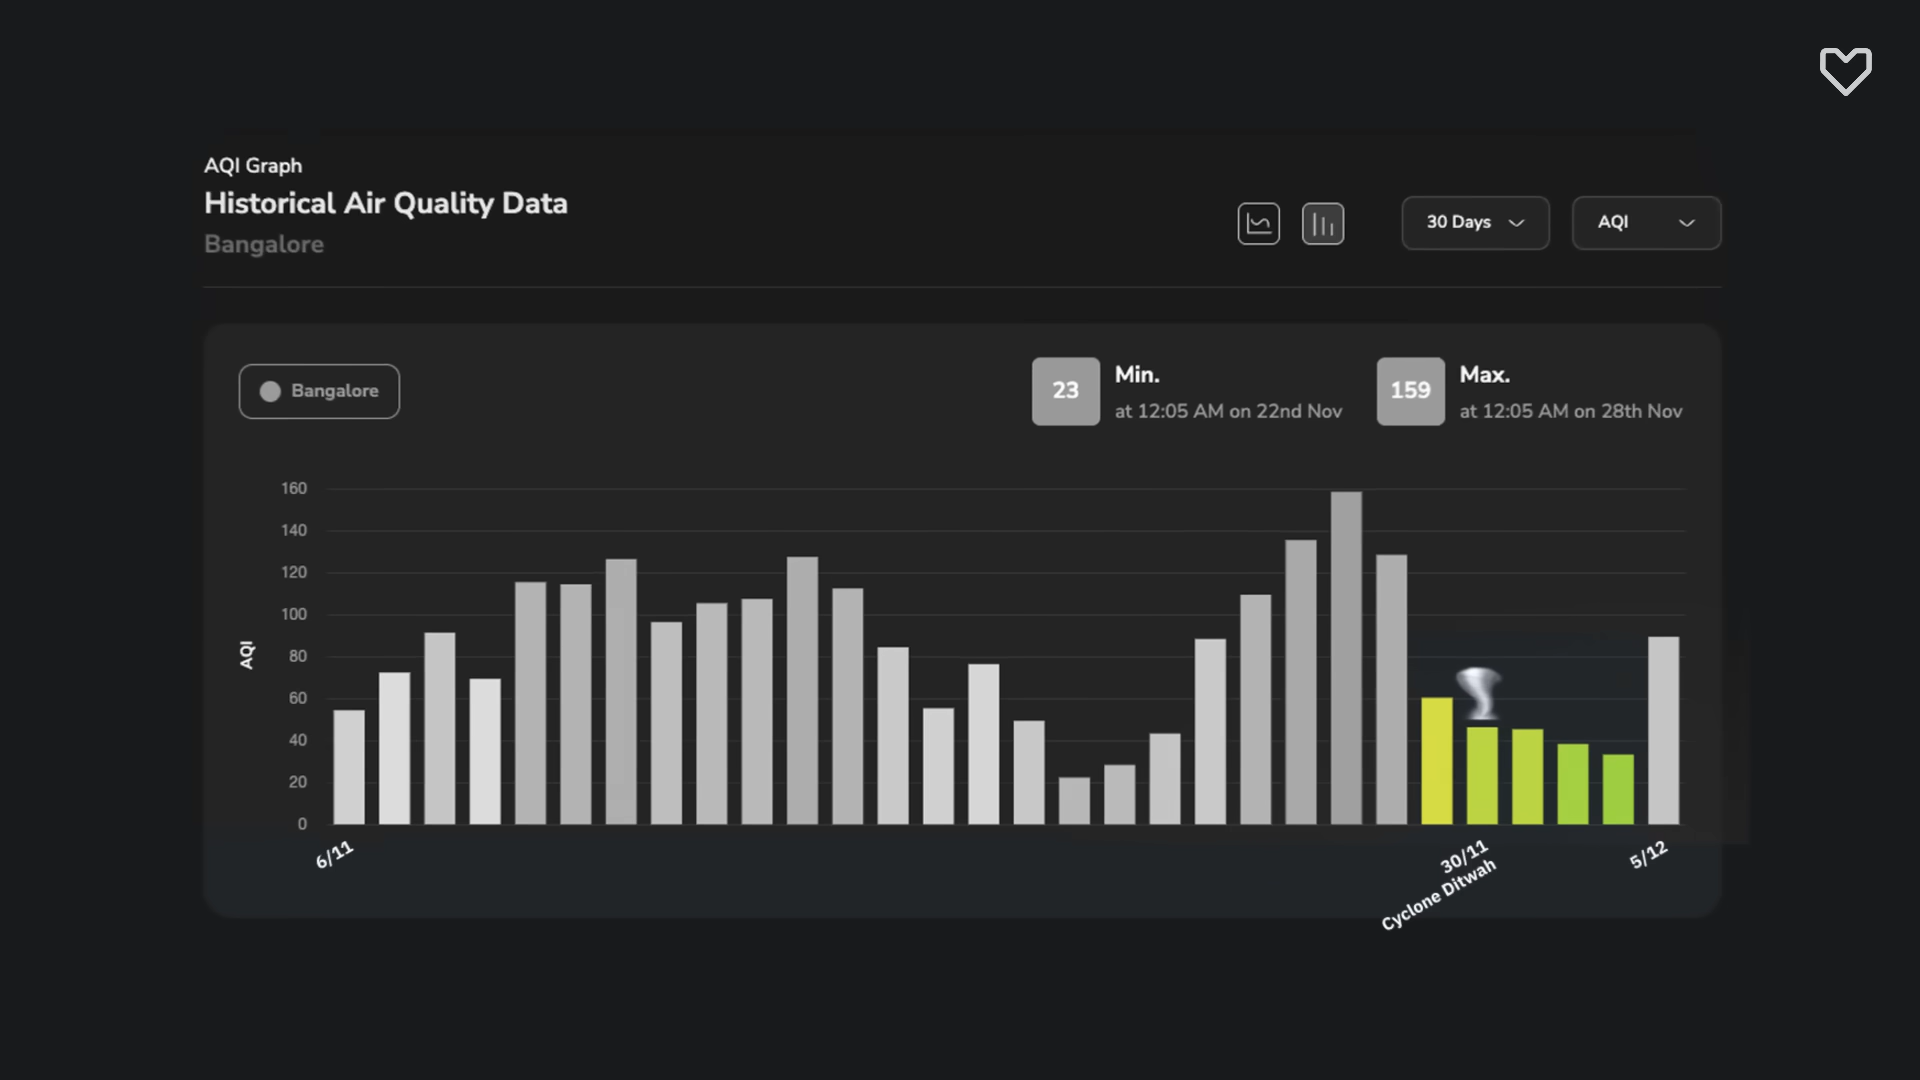 AQI Graph
Historical Air Quality Data
Bangalore
30 Days
AQI
Bangalore
23
Min.
at 12:05 AM on 22nd Nov
159
Max.
at 12:05 AM on 28th Nov
160
140
120
100
80
60
40
20
0
AQI
6/11
30/11
Cyclone Ditwah
5/12